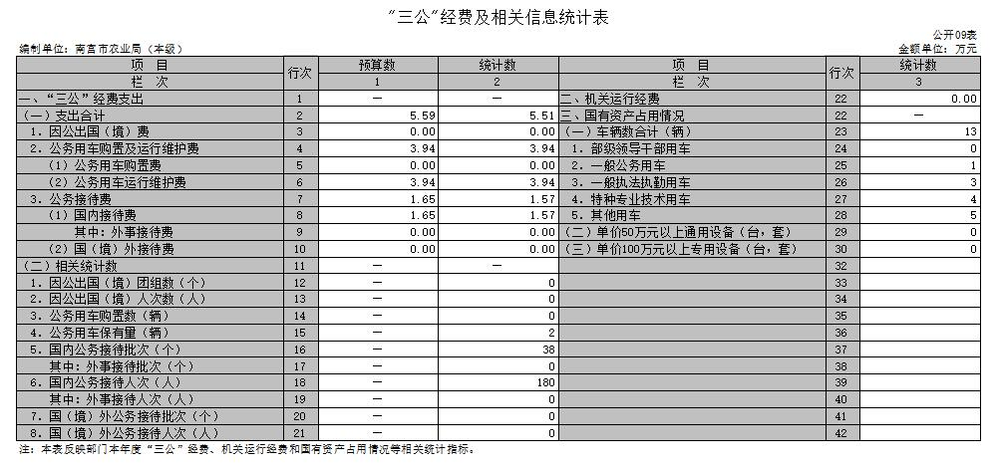 "三公"经费及相关信息统计表
公开09表
编制单位：南宫市农业局（本级） 金额单位：万元
项 目 行次 预算数 统计数 项 目 行次 统计数
栏 次 1 2 栏 次 3
一、“三公”经费支出 1 — — 二、机关运行经费 22 0.00
（一）支出合计 2 5.59 5.51 三、国有资产占用情况 22 —
1．因公出国（境）费 3 0.00 0.00 （一）车辆数合计（辆） 23 13
2．公务用车购置及运行维护费 4 3.94 3.94 1．部级领导干部用车 24 0
（1）公务用车购置费 5 0.00 0.00 2．一般公务用车 25 1
（2）公务用车运行维护费 6 3.94 3.94 3．一般执法执勤用车 26 3
3．公务接待费 7 1.65 1.57 4．特种专业技术用车 27 4
（1）国内接待费 8 1.65 1.57 5．其他用车 28 5
其中：外事接待费 9 0.00 0.00 （二）单价50万元以上通用设备（台，套） 29 0
（2）国（境）外接待费 10 0.00 0.00 （三）单价100万元以上专用设备（台，套） 30 0
（二）相关统计数 11 — — 32
1．因公出国（境）团组数（个） 12 — 0 33
2．因公出国（境）人次数（人） 13 — 0 34
3．公务用车购置数（辆） 14 — 0 35
4．公务用车保有量（辆） 15 — 2 36
5．国内公务接待批次（个） 16 — 38 37
其中：外事接待批次（个） 17 — 0 38
6．国内公务接待人次（人） 18 — 180 39
其中：外事接待人次（人） 19 — 0 40
7．国（境）外公务接待批次（个） 20 — 0 41
8．国（境）外公务接待人次（人） 21 — 0 42
注：本表反映部门本年度“三公”经费、机关运行经费和国有资产占用情况等相关统计指标。